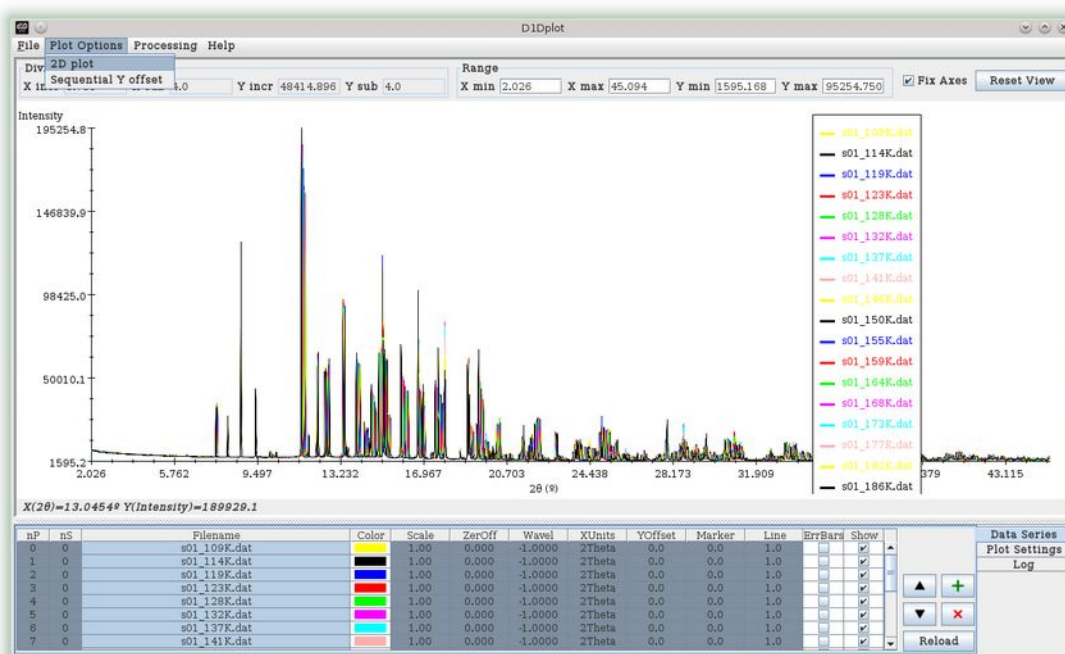 D1Dplot
File Plot Options Processing Help
2D plot
Sequential Y offset
Div
X in 4.0 Y incr 48414.896 Y sub 4.0
Range
X min 2.026 X max 45.094 Y min 1595.168 Y max 95254.750
Fix Axes Reset View
Intensity
195254.8
146839.9
98425.0
50010.1
1595.2
2.026 5.762 9.497 13.232 16.967 20.703 24.438 28.173 31.909 379 43.115
2θ (º)
s01_109K.dat
s01_114K.dat
s01_119K.dat
s01_123K.dat
s01_128K.dat
s01_132K.dat
s01_137K.dat
s01_141K.dat
s01_146K.dat
s01_150K.dat
s01_155K.dat
s01_159K.dat
s01_164K.dat
s01_168K.dat
s01_173K.dat
s01_177K.dat
s01_186K.dat
X(2θ)=13.0454º Y(Intensity)=189929.1
nP nS Filename Color Scale ZerOff Wavel XUnits YOffset Marker Line ErrBars Show
0 0 s01_109K.dat 1.00 0.000 -1.0000 2Theta 0.0 0.0 1.0
1 0 s01_114K.dat 1.00 0.000 -1.0000 2Theta 0.0 0.0 1.0
2 0 s01_119K.dat 1.00 0.000 -1.0000 2Theta 0.0 0.0 1.0
3 0 s01_123K.dat 1.00 0.000 -1.0000 2Theta 0.0 0.0 1.0
4 0 s01_128K.dat 1.00 0.000 -1.0000 2Theta 0.0 0.0 1.0
5 0 s01_132K.dat 1.00 0.000 -1.0000 2Theta 0.0 0.0 1.0
6 0 s01_137K.dat 1.00 0.000 -1.0000 2Theta 0.0 0.0 1.0
7 0 s01_141K.dat 1.00 0.000 -1.0000 2Theta 0.0 0.0 1.0
Data Series
Plot Settings
Log
Reload